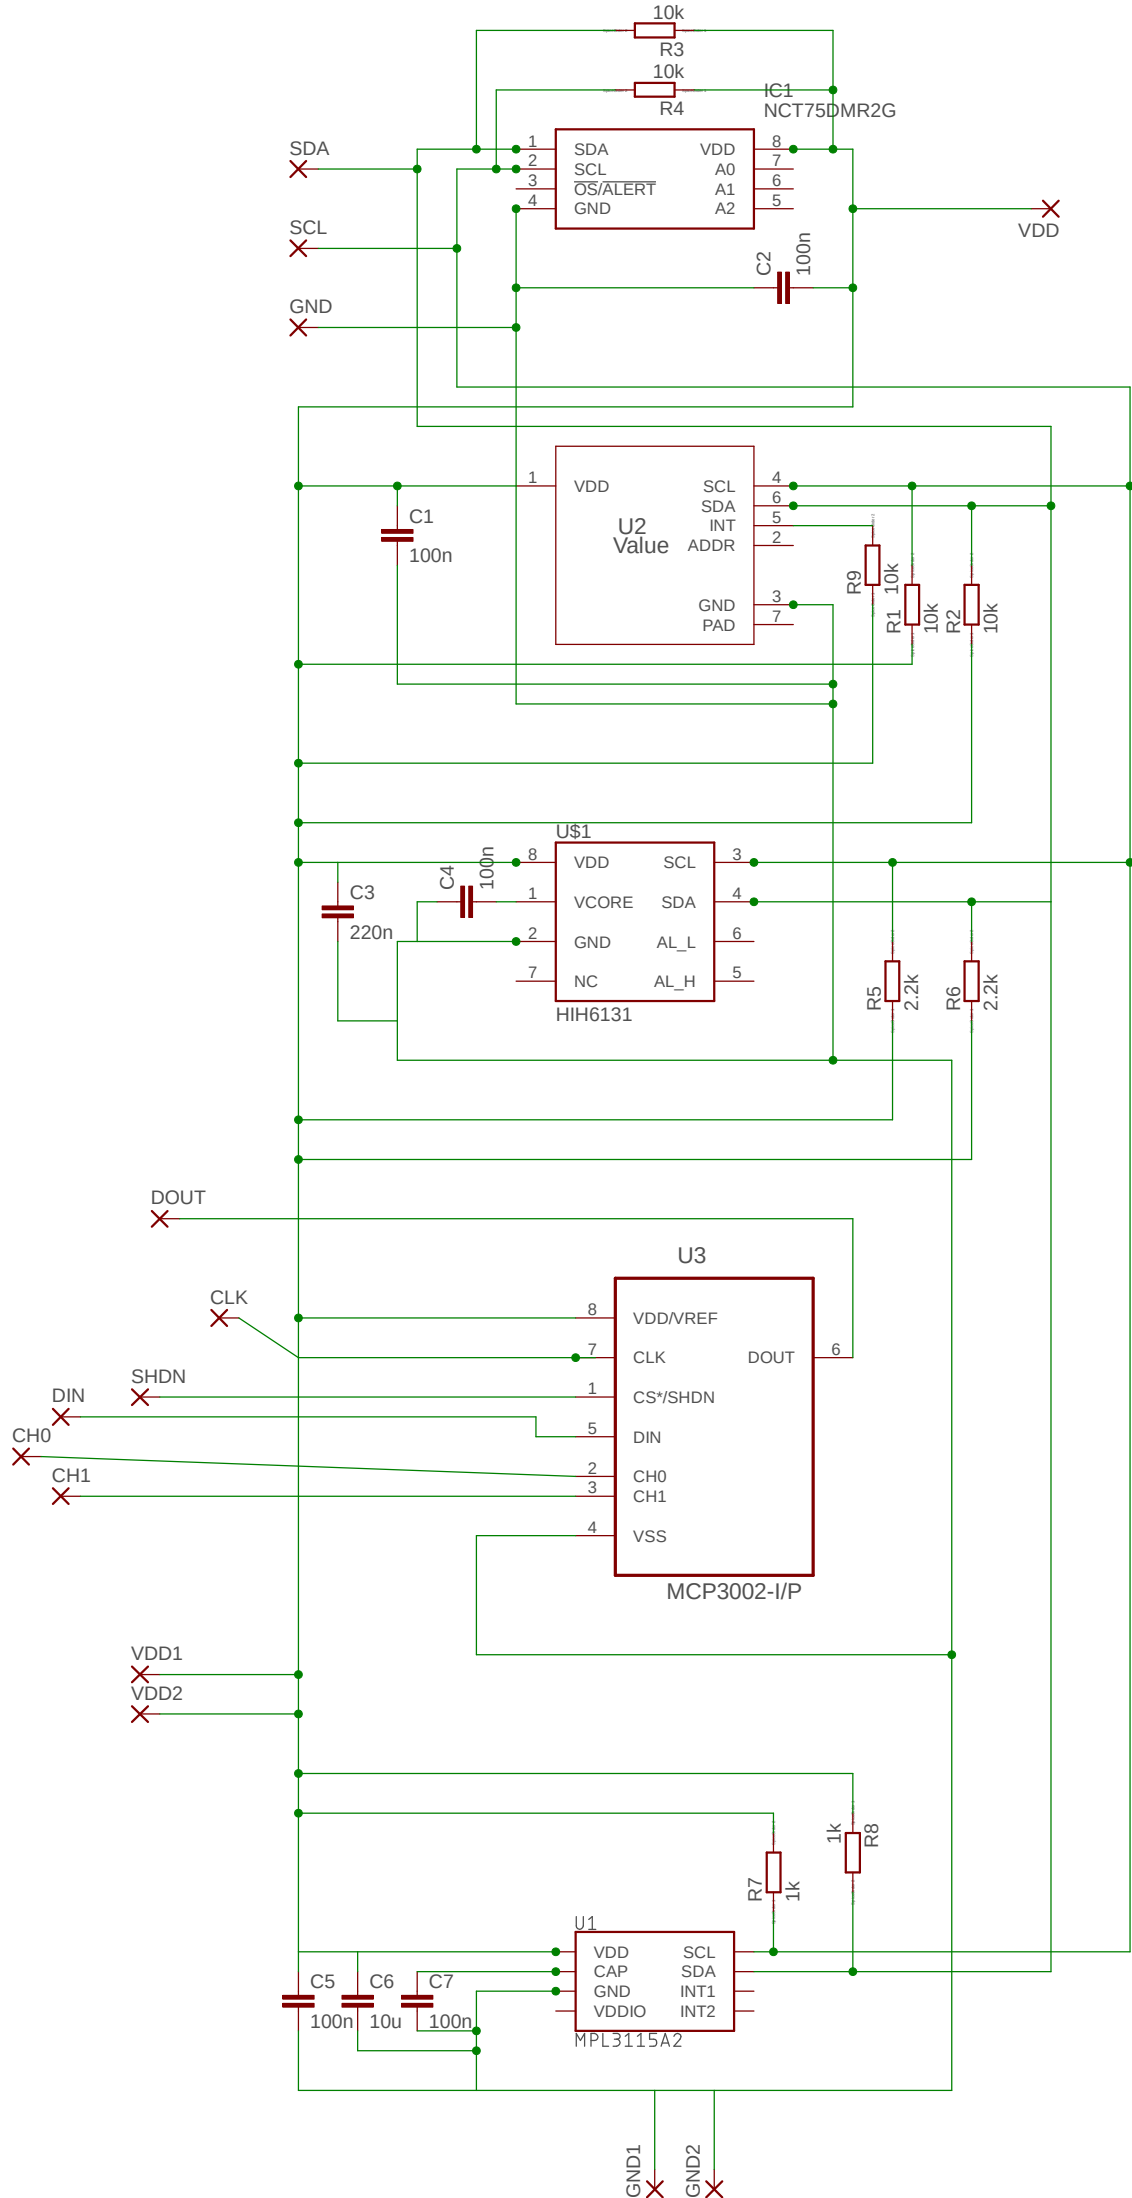 10k
R3
10k
R4
IC1
NCT75DMR2G
SDA
SCL
GND
VDD
1 SDA VDD 8
2 SCL A0 7
3 OS/ALERT A1 6
4 GND A2 5
C2
100n
1 VDD SCL 4
SDA 6
INT 5
ADDR 2
GND 3
PAD 7
U2
Value
C1
100n
R9
10k
R1
10k
R2
10k
U$1
8 VDD SCL 3
1 VCORE SDA 4
2 GND AL_L 6
7 NC AL_H 5
HIH6131
C3
220n
C4
100n
R5
2.2k
R6
2.2k
DOUT
CLK
SHDN
DIN
CH0
CH1
U3
8 VDD/VREF
7 CLK DOUT 6
1 CS*/SHDN
5 DIN
2 CH0
3 CH1
4 VSS
MCP3002-I/P
VDD1
VDD2
R7
1k
1k
R8
U1
VDD SCL
CAP SDA
GND INT1
VDDIO INT2
MPL3115A2
C5
100n
C6
10u
C7
100n
GND1
GND2